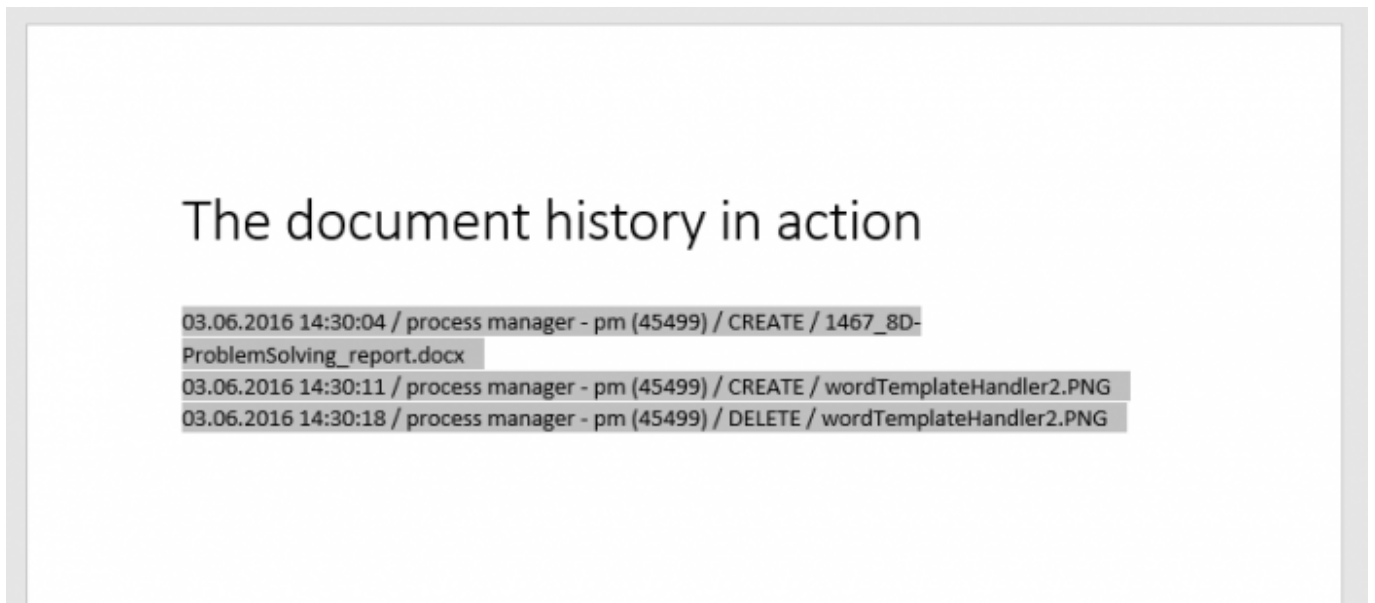 The document history in action
03.06.2016 14:30:04 / process manager - pm (45499) / CREATE / 1467_8D-
ProblemSolving_report.docx
03.06.2016 14:30:11 / process manager - pm (45499) / CREATE / wordTemplateHandler2.PNG
03.06.2016 14:30:18 / process manager - pm (45499) / DELETE / wordTemplateHandler2.PNG